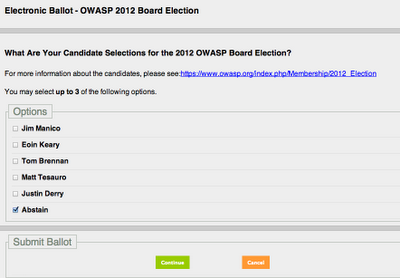 Electronic Ballot - OWASP 2012 Board Election
What Are Your Candidate Selections for the 2012 OWASP Board Election?
For more information about the candidates, please see:https://www.owasp.org/index.php/Membership/2012_Election
You may select up to 3 of the following options.
Options
Jim Manico
Eoin Keary
Tom Brennan
Matt Tesauro
Justin Derry
Abstain
Submit Ballot
Continue
Cancel